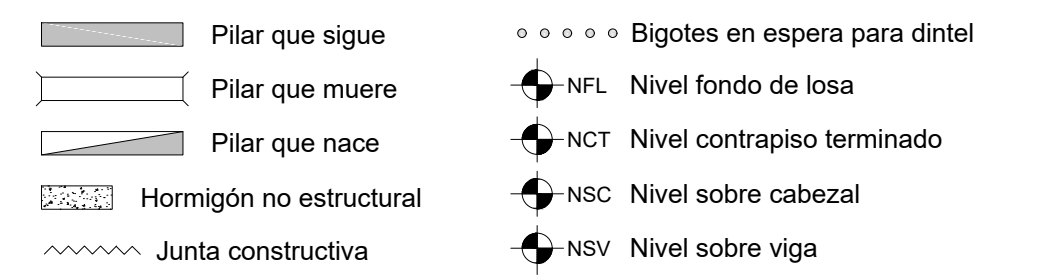 Pilar que sigue
Pilar que muere
Pilar que nace
Hormigón no estructural
Junta constructiva
Bigotes en espera para dintel
NFL Nivel fondo de losa
NCT Nivel contrapiso terminado
NSC Nivel sobre cabezal
NSV Nivel sobre viga